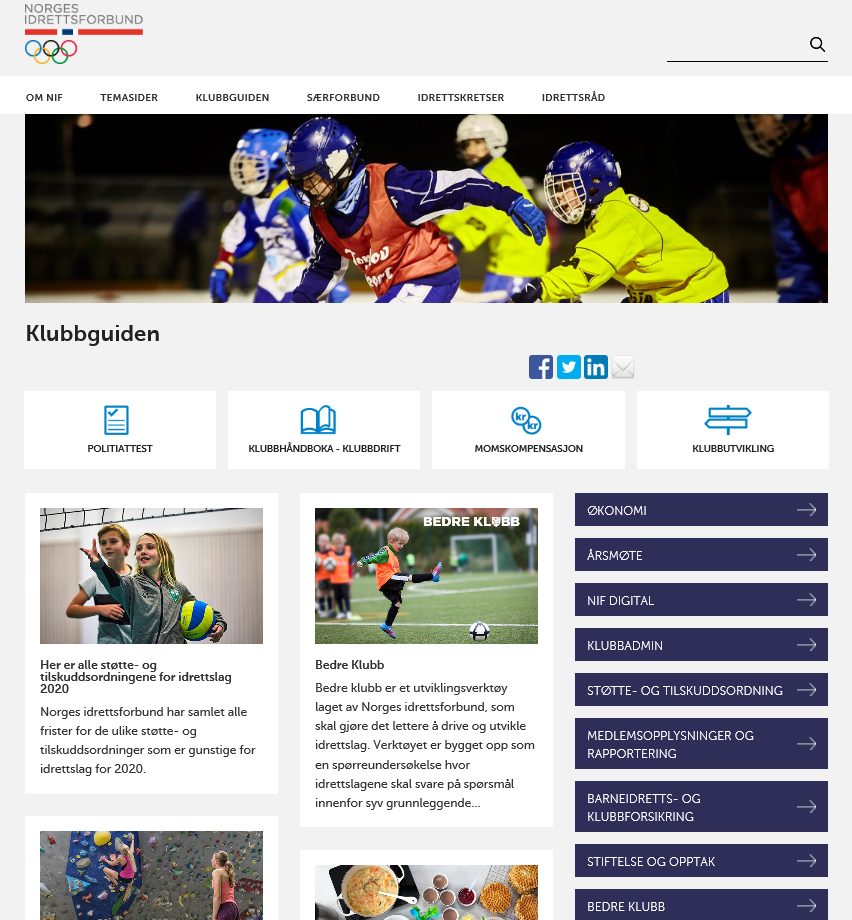 NORGES
IDRETTSFORBUND
OM NIF TEMASIDER KLUBBGUIDEN SÆRFORBUND IDRETTSKRETSER IDRETTSRÅD
Klubbguiden
POLITIATTEST
KLUBBHÅNDBOKA - KLUBBDRIFT
kr
kr
MOMSKOMPENSASJON
KLUBBUTVIKLING
Her er alle støtte- og
tilskuddsordningene for idrettslag
2020
Norges idrettsforbund har samlet alle
frister for de ulike støtte- og
tilskuddsordninger som er gunstige for
idrettslag for 2020.
BEDRE KLUBB
Bedre Klubb
Bedre klubb er et utviklingsverktøy
laget av Norges idrettsforbund, som
skal gjøre det lettere å drive og utvikle
idrettslag. Verktøyet er bygget opp som
en spørreundersøkelse hvor
idrettslagene skal svare på spørsmål
innenfor syv grunnleggende...
ØKONOMI
ÅRSMØTE
NIF DIGITAL
KLUBBADMIN
STØTTE- OG TILSKUDDSORDNING
MEDLEMSOPPLYSNINGER OG
RAPPORTERING
BARNEIDRETTS- OG
KLUBBFORSIKRING
STIFTELSE OG OPPTAK
BEDRE KLUBB